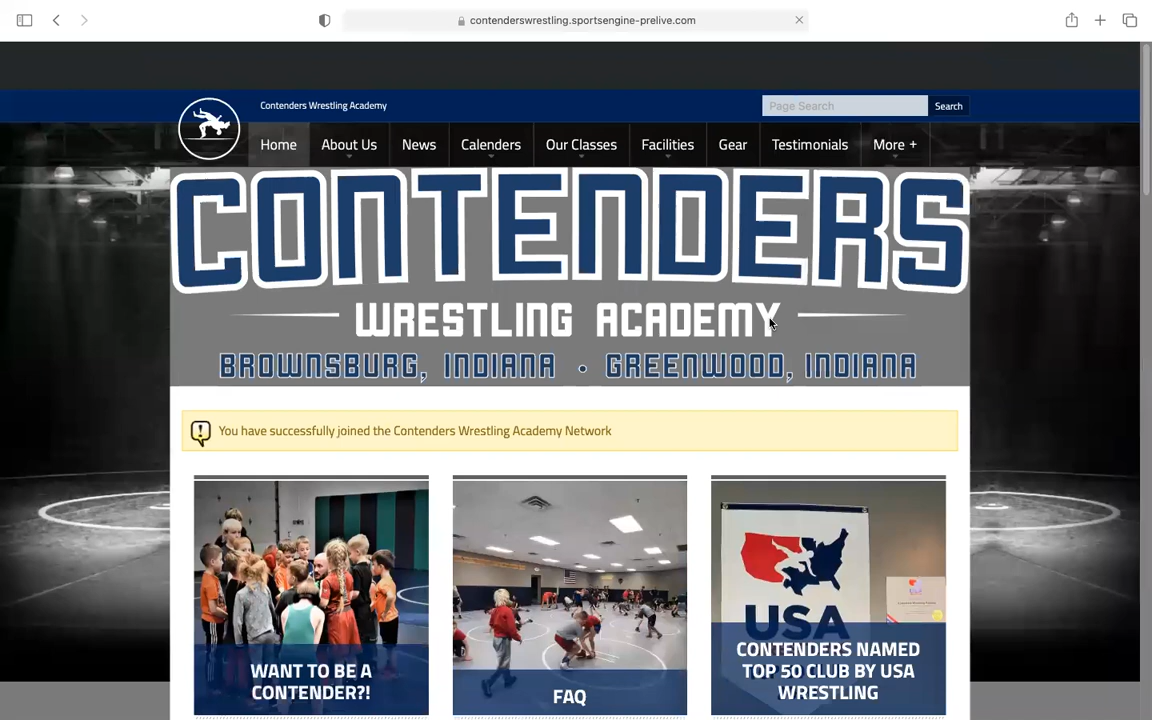 contenderswrestling.sportsengine-prelive.com
Contenders Wrestling Academy
Page Search
Search
Home
About Us
News
Calenders
Our Classes
Facilities
Gear
Testimonials
More +
CONTENDERS
WRESTLING ACADEMY
BROWNSBURG, INDIANA • GREENWOOD, INDIANA
You have successfully joined the Contenders Wrestling Academy Network
WANT TO BE A
CONTENDER?!
FAQ
USA
CONTENDERS NAMED
TOP 50 CLUB BY USA
WRESTLING